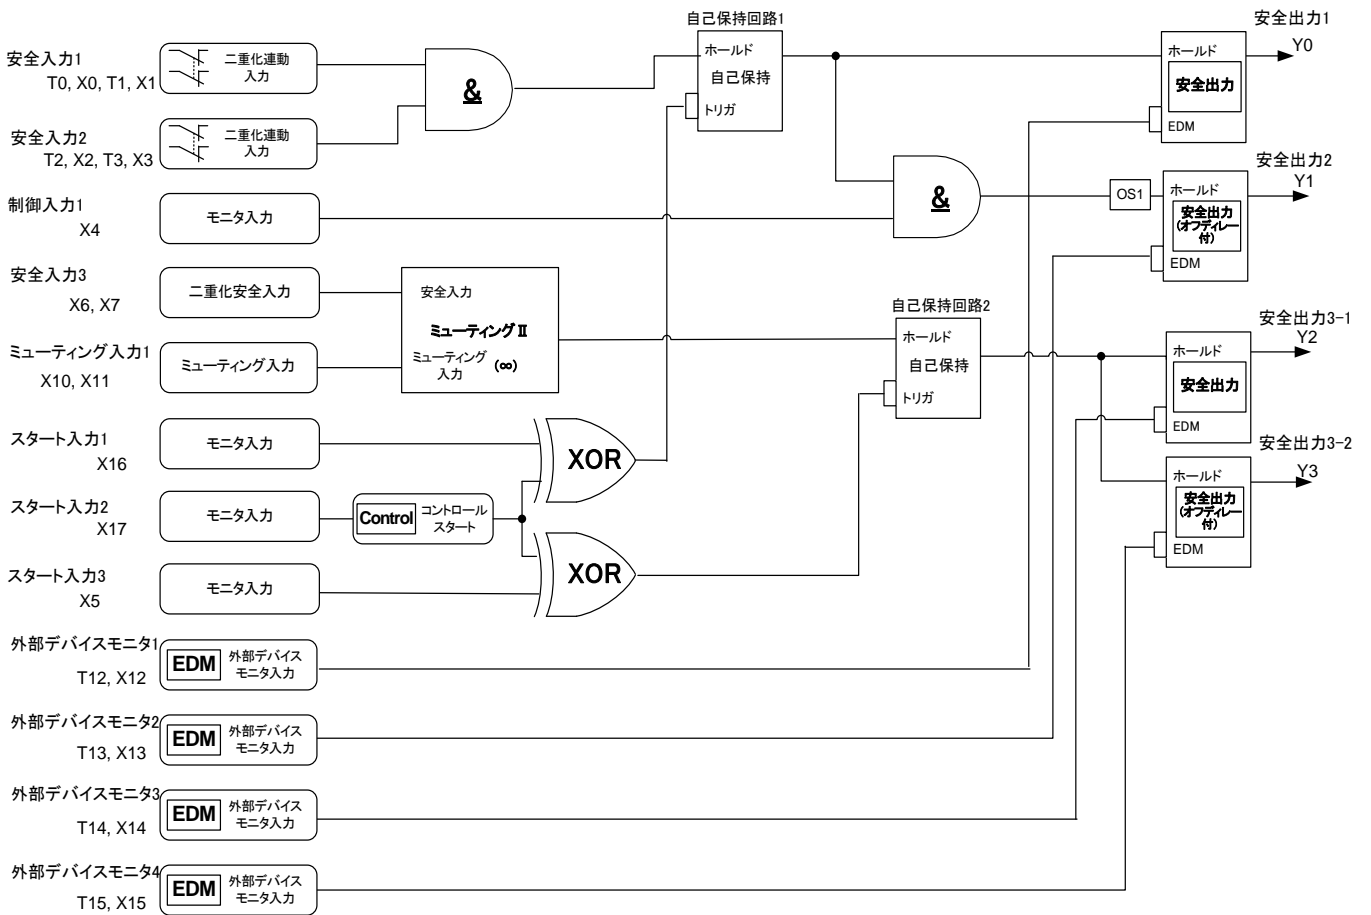 安全入力1
T0, X0, T1, X1
二重化連動
入力
安全入力2
T2, X2, T3, X3
二重化連動
入力
&
自己保持回路1
ホールド
自己保持
トリガ
安全出力1
Y0
ホールド
安全出力
EDM
制御入力1
X4
モニタ入力
&
OS1
安全出力2
Y1
ホールド
安全出力
(オフディレー
付)
EDM
安全入力3
X6, X7
二重化安全入力
ミューティング入力1
X10, X11
ミューティング入力
安全入力
ミューティングⅡ
ミューティング
入力
(∞)
自己保持回路2
ホールド
自己保持
トリガ
安全出力3-1
Y2
ホールド
安全出力
EDM
スタート入力1
X16
モニタ入力
XOR
スタート入力2
X17
モニタ入力
Control
コントロール
スタート
安全出力3-2
Y3
ホールド
安全出力
(オフディレー
付)
EDM
スタート入力3
X5
モニタ入力
XOR
外部デバイスモニタ1
T12, X12
EDM
外部デバイス
モニタ入力
外部デバイスモニタ2
T13, X13
EDM
外部デバイス
モニタ入力
外部デバイスモニタ3
T14, X14
EDM
外部デバイス
モニタ入力
外部デバイスモニタ4
T15, X15
EDM
外部デバイス
モニタ入力